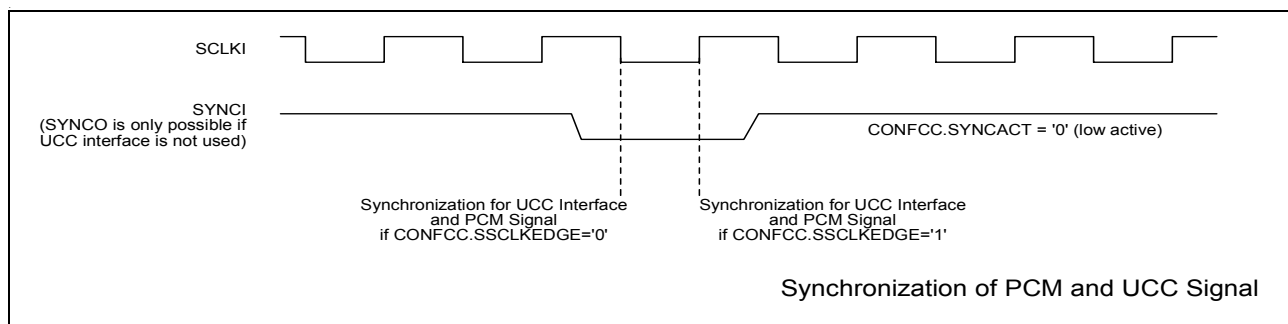 SCLKI
SYNCI
(SYNCO is only possible if
UCC interface is not used)
CONFCC.SYNCACT = '0' (low active)
Synchronization for UCC Interface
and PCM Signal
if CONFCC.SSCLKEDGE='0'
Synchronization for UCC Interface
and PCM Signal
if CONFCC.SSCLKEDGE='1'
Synchronization of PCM and UCC Signal